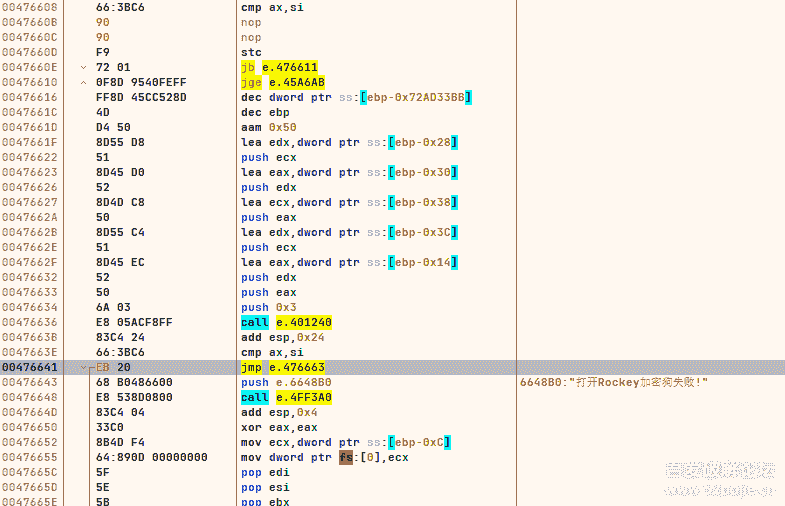 00476608 66:3BC6 cmp ax,si
0047660B 90 nop
0047660C 90 nop
0047660D F9 stc
0047660E 72 01 jb e.476611
00476610 0F8D 9540FEFF jge e.45A6AB
00476616 FF8D 45CC528D dec dword ptr ss:[ebp-0x72AD33BB]
0047661C 4D dec ebp
0047661D D4 50 aam 0x50
0047661F 8D55 D8 lea edx,dword ptr ss:[ebp-0x28]
00476622 51 push ecx
00476623 8D45 D0 lea eax,dword ptr ss:[ebp-0x30]
00476626 52 push edx
00476627 8D4D C8 lea ecx,dword ptr ss:[ebp-0x38]
0047662A 50 push eax
0047662B 8D55 C4 lea edx,dword ptr ss:[ebp-0x3C]
0047662E 51 push ecx
0047662F 8D45 EC lea eax,dword ptr ss:[ebp-0x14]
00476632 52 push edx
00476633 50 push eax
00476634 6A 03 push 0x3
00476636 E8 05ACF8FF call e.401240
0047663B 83C4 24 add esp,0x24
0047663E 66:3BC6 cmp ax,si
00476641 EB 20 jmp e.476663
00476643 68 B0486600 push e.6648B0 6648B0:"打开Rockey加密狗失败!"
00476648 E8 538D0800 call e.4FF3A0
0047664D 83C4 04 add esp,0x4
00476650 33C0 xor eax,eax
00476652 8B4D F4 mov ecx,dword ptr ss:[ebp-0xC]
00476655 64:890D 00000000 mov dword ptr fs:[0],ecx
0047665C 5F pop edi
0047665D 5E pop esi
0047665E 5B pop ebx